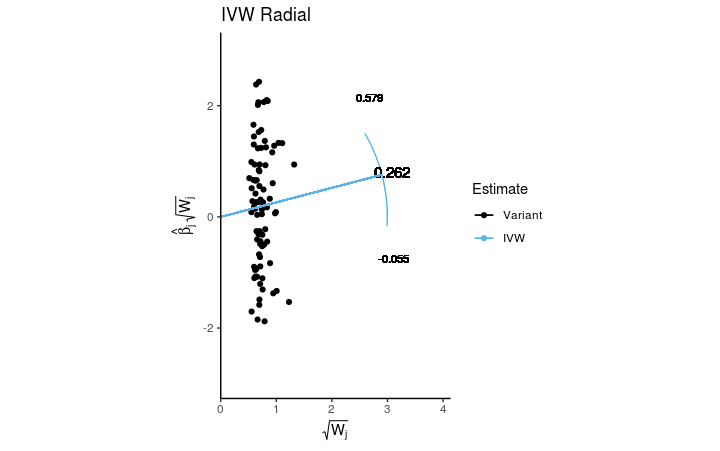 IVW Radial
β̂j√Wj
2
0
-2
0.579
0.262
-0.055
0 1 2 3 4
√Wj
Estimate
Variant
IVW